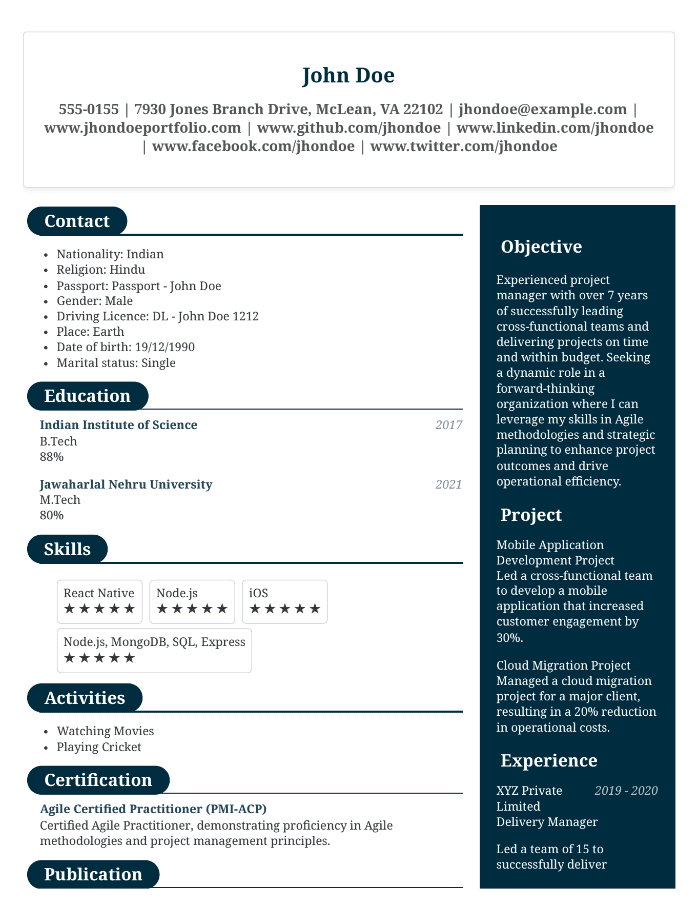 John Doe
555-0155 | 7930 Jones Branch Drive, McLean, VA 22102 | jhondoe@example.com |
www.jhondoeportfolio.com | www.github.com/jhondoe | www.linkedin.com/jhondoe
| www.facebook.com/jhondoe | www.twitter.com/jhondoe
Contact
• Nationality: Indian
• Religion: Hindu
• Passport: Passport - John Doe
• Gender: Male
• Driving Licence: DL - John Doe 1212
• Place: Earth
• Date of birth: 19/12/1990
• Marital status: Single
Education
Indian Institute of Science 2017
B.Tech
88%
Jawaharlal Nehru University 2021
M.Tech
80%
Skills
React Native
★★★★★
Node.js
★★★★★
iOS
★★★★★
Node.js, MongoDB, SQL, Express
★★★★★
Activities
• Watching Movies
• Playing Cricket
Certification
Agile Certified Practitioner (PMI-ACP)
Certified Agile Practitioner, demonstrating proficiency in Agile
methodologies and project management principles.
Publication
Objective
Experienced project
manager with over 7 years
of successfully leading
cross-functional teams and
delivering projects on time
and within budget. Seeking
a dynamic role in a
forward-thinking
organization where I can
leverage my skills in Agile
methodologies and strategic
planning to enhance project
outcomes and drive
operational efficiency.
Project
Mobile Application
Development Project
Led a cross-functional team
to develop a mobile
application that increased
customer engagement by
30%.
Cloud Migration Project
Managed a cloud migration
project for a major client,
resulting in a 20% reduction
in operational costs.
Experience
XYZ Private 2019 - 2020
Limited
Delivery Manager
Led a team of 15 to
successfully deliver